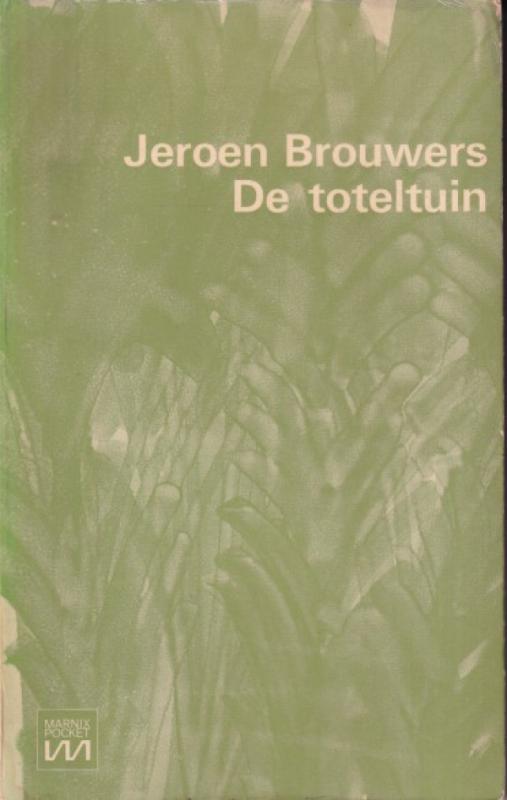 Jeroen Brouwers
De toteltuin
MARNIX
POCKET